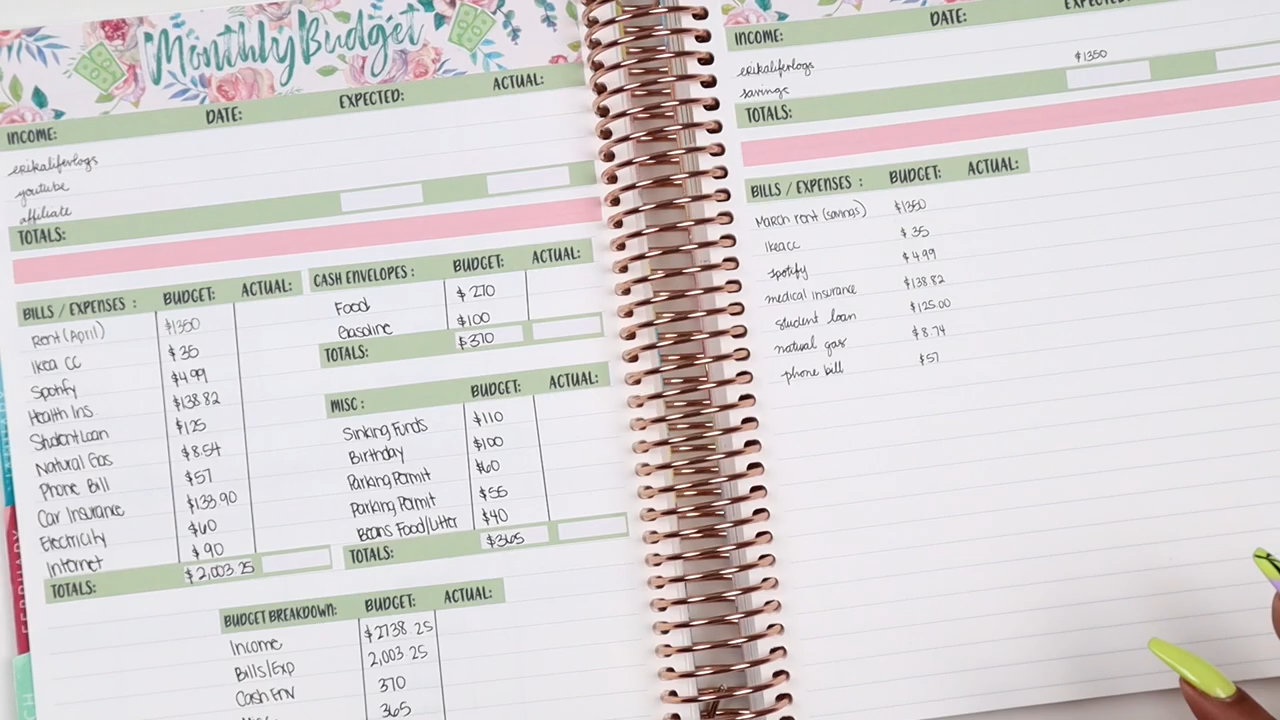 Monthly Budget
INCOME: DATE: EXPECTED: ACTUAL:
erikalifevlogs
youtube
affiliate
TOTALS:
BILLS / EXPENSES : BUDGET: ACTUAL:
Rent (April) $1350
Ikea CC $35
Spotify $4.99
Health Ins. $138.82
Student Loan $125
Natural Gas $8.54
Phone Bill $57
Car Insurance $133.90
Electricity $60
Internet $90
TOTALS: $2,003.25
CASH ENVELOPES : BUDGET: ACTUAL:
Food $270
Gasoline $100
TOTALS: $370
MISC : BUDGET: ACTUAL:
Sinking Funds $110
Birthday $100
Parking Permit $60
Parking Permit $55
Beans Food/Litter $40
TOTALS: $365
BUDGET BREAKDOWN: BUDGET: ACTUAL:
Income $2738.25
Bills/Exp 2,003.25
Cash Env 370
Misc 365
FEBRUARY
INCOME: DATE: EXPECTED:
erikalifevlogs $1350
savings
TOTALS:
BILLS / EXPENSES : BUDGET: ACTUAL:
March rent (savings) $1350
Ikea cc $35
spotify $4.99
medical insurance $138.82
student loan $125.00
natural gas $8.74
phone bill $57